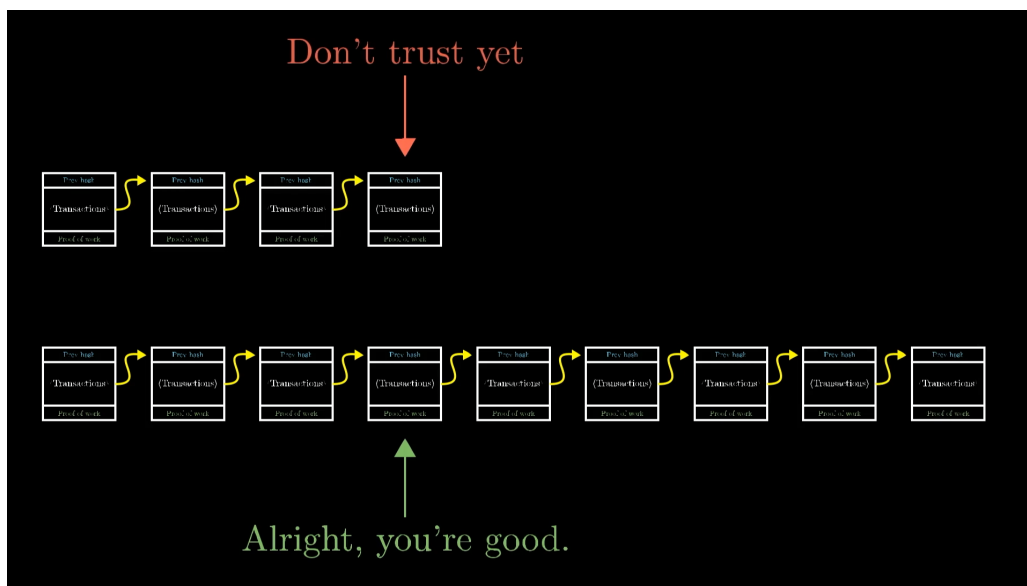 Don't trust yet
Prev hash Prev hash Prev hash Prev hash
(Transactions) (Transactions) (Transactions) (Transactions)
Proof of work Proof of work Proof of work Proof of work
Prev hash Prev hash Prev hash Prev hash Prev hash Prev hash Prev hash Prev hash Prev hash
(Transactions) (Transactions) (Transactions) (Transactions) (Transactions) (Transactions) (Transactions) (Transactions) (Transactions)
Proof of work Proof of work Proof of work Proof of work Proof of work Proof of work Proof of work Proof of work Proof of work
Alright, you're good.